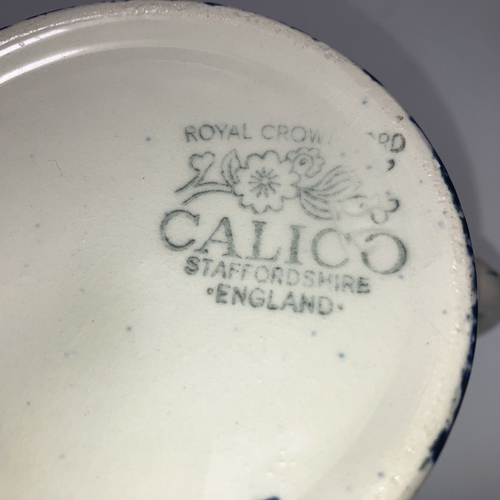 ROYAL
CALICO
STAFFORDSHIRE
ENGLAND